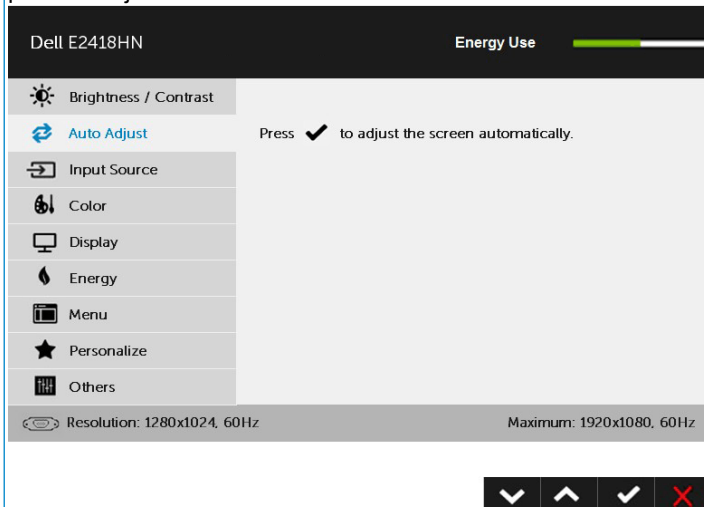 Dell E2418HN Energy Use
Brightness / Contrast
Auto Adjust Press ✔ to adjust the screen automatically.
Input Source
Color
Display
Energy
Menu
Personalize
Others
Resolution: 1280x1024, 60Hz Maximum: 1920x1080, 60Hz